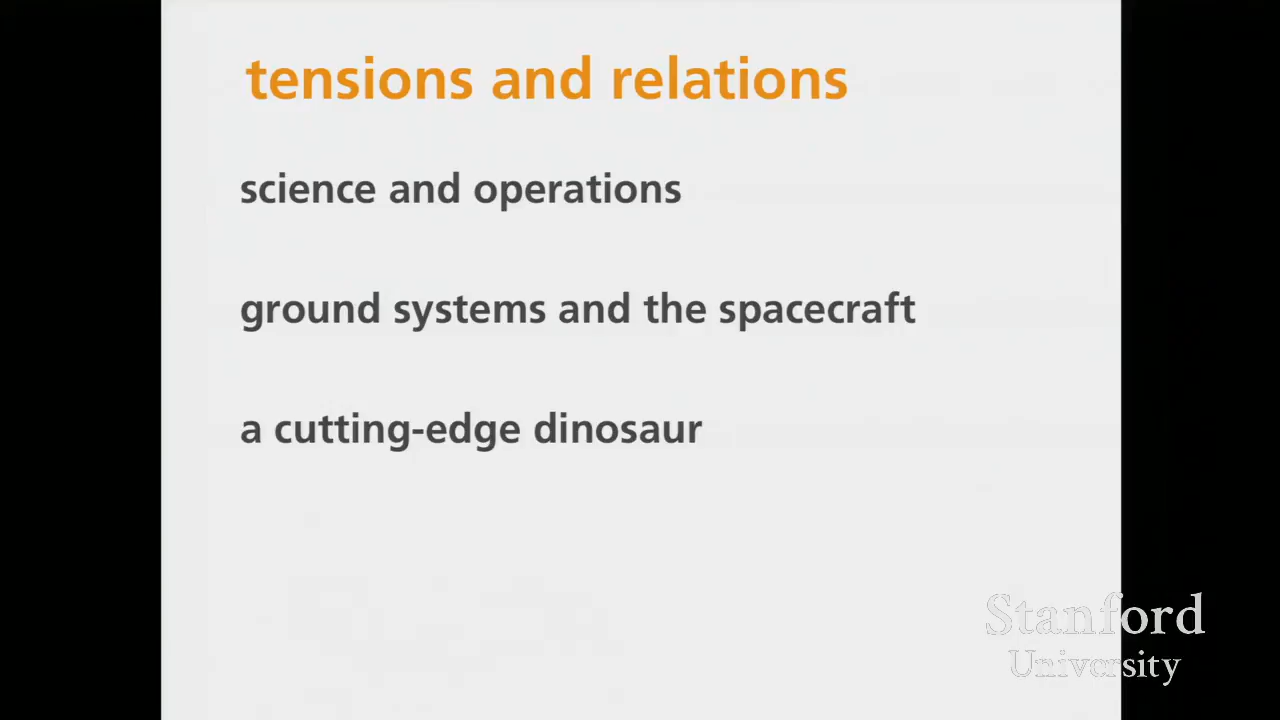 tensions and relations
science and operations
ground systems and the spacecraft
a cutting-edge dinosaur
Stanford
University